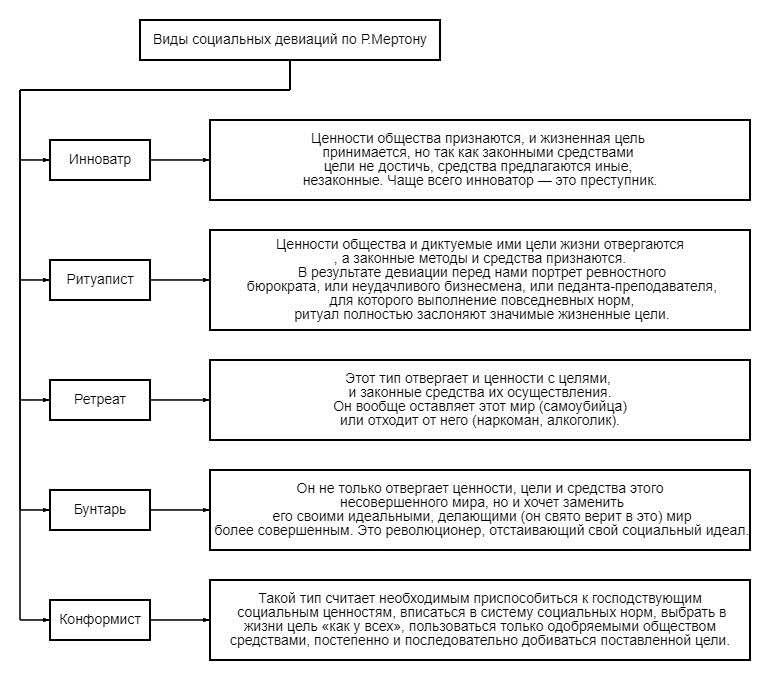 Виды социальных девиаций по Р.Мертону
Инноватр
Ценности общества признаются, и жизненная цель
принимается, но так как законными средствами
цели не достичь, средства предлагаются иные,
незаконные. Чаще всего инноватор — это преступник.
Ритуалист
Ценности общества и диктуемые ими цели жизни отвергаются
, а законные методы и средства признаются.
В результате девиации перед нами портрет ревностного
бюрократа, или неудачливого бизнесмена, или педанта-преподавателя,
для которого выполнение повседневных норм,
ритуал полностью заслоняют значимые жизненные цели.
Ретреат
Этот тип отвергает и ценности с целями,
и законные средства их осуществления.
Он вообще оставляет этот мир (самоубийца)
или отходит от него (наркоман, алкоголик).
Бунтарь
Он не только отвергает ценности, цели и средства этого
несовершенного мира, но и хочет заменить
его своими идеальными, делающими (он свято верит в это) мир
более совершенным. Это революционер, отстаивающий свой социальный идеал.
Конформист
Такой тип считает необходимым приспособиться к господствующим
социальным ценностям, вписаться в систему социальных норм, выбрать в
жизни цель «как у всех», пользоваться только одобряемыми обществом
средствами, постепенно и последовательно добиваться поставленной цели.